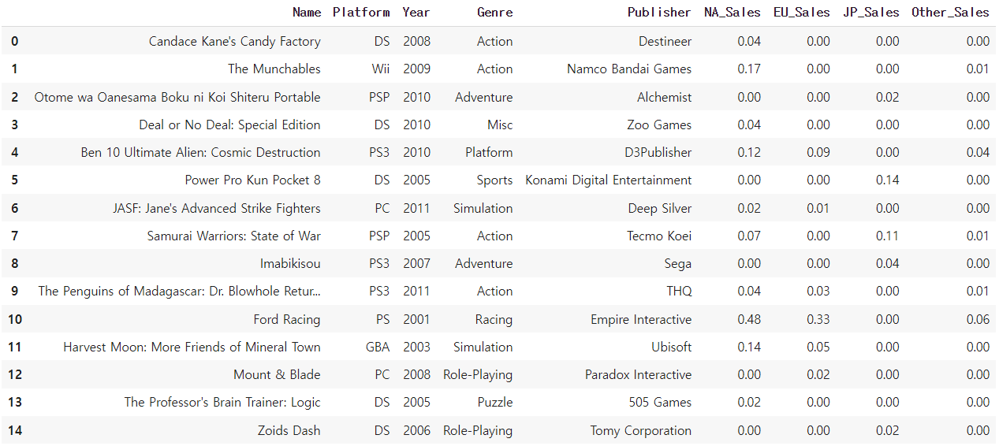 Name Platform Year Genre Publisher NA_Sales EU_Sales JP_Sales Other_Sales
0 Candace Kane's Candy Factory DS 2008 Action Destineer 0.04 0.00 0.00 0.00
1 The Munchables Wii 2009 Action Namco Bandai Games 0.17 0.00 0.00 0.01
2 Otome wa Oanesama Boku ni Koi Shiteru Portable PSP 2010 Adventure Alchemist 0.00 0.00 0.02 0.00
3 Deal or No Deal: Special Edition DS 2010 Misc Zoo Games 0.04 0.00 0.00 0.00
4 Ben 10 Ultimate Alien: Cosmic Destruction PS3 2010 Platform D3Publisher 0.12 0.09 0.00 0.04
5 Power Pro Kun Pocket 8 DS 2005 Sports Konami Digital Entertainment 0.00 0.00 0.14 0.00
6 JASF: Jane's Advanced Strike Fighters PC 2011 Simulation Deep Silver 0.02 0.01 0.00 0.00
7 Samurai Warriors: State of War PSP 2005 Action Tecmo Koei 0.07 0.00 0.11 0.01
8 Imabikisou PS3 2007 Adventure Sega 0.00 0.00 0.04 0.00
9 The Penguins of Madagascar: Dr. Blowhole Retur... PS3 2011 Action THQ 0.04 0.03 0.00 0.01
10 Ford Racing PS 2001 Racing Empire Interactive 0.48 0.33 0.00 0.06
11 Harvest Moon: More Friends of Mineral Town GBA 2003 Simulation Ubisoft 0.14 0.05 0.00 0.00
12 Mount & Blade PC 2008 Role-Playing Paradox Interactive 0.00 0.02 0.00 0.00
13 The Professor's Brain Trainer: Logic DS 2005 Puzzle 505 Games 0.02 0.00 0.00 0.00
14 Zoids Dash DS 2006 Role-Playing Tomy Corporation 0.00 0.00 0.02 0.00